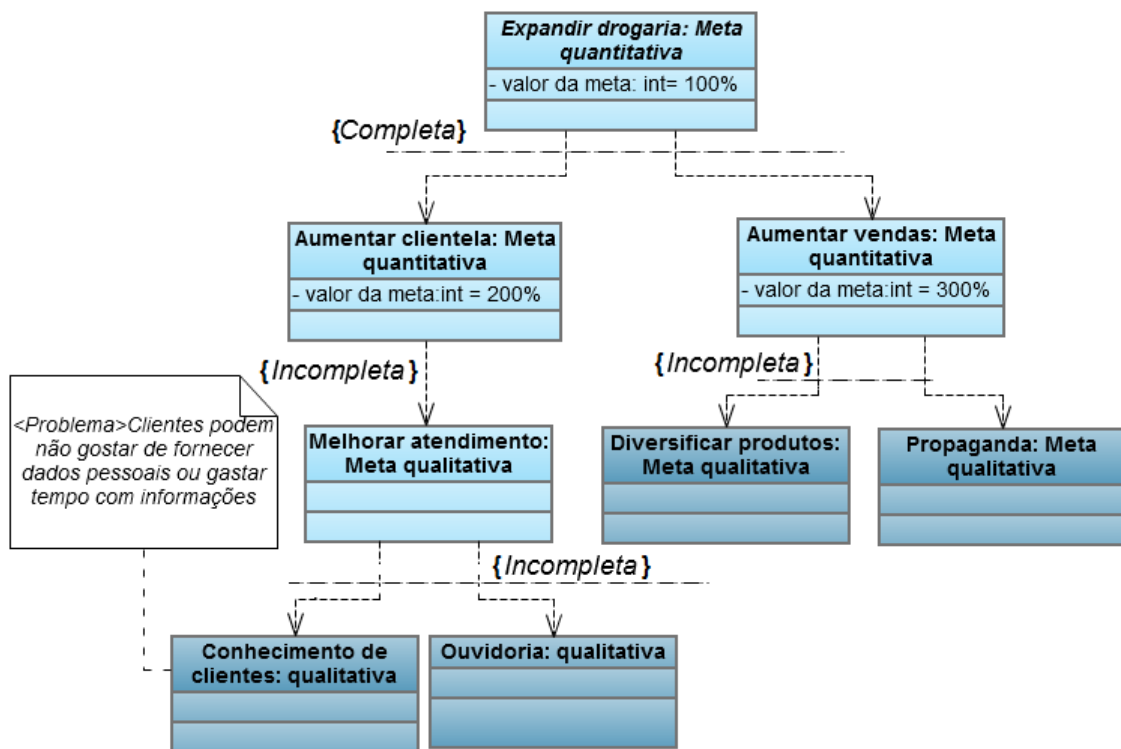 Expandir drogaria: Meta
quantitativa
- valor da meta: int= 100%
{Completa}
Aumentar clientela: Meta
quantitativa
- valor da meta:int = 200%
Aumentar vendas: Meta
quantitativa
- valor da meta:int = 300%
{Incompleta}
{Incompleta}
<Problema>Clientes podem
não gostar de fornecer
dados pessoais ou gastar
tempo com informações
Melhorar atendimento:
Meta qualitativa
Diversificar produtos:
Meta qualitativa
Propaganda: Meta
qualitativa
{Incompleta}
Conhecimento de
clientes: qualitativa
Ouvidoria: qualitativa